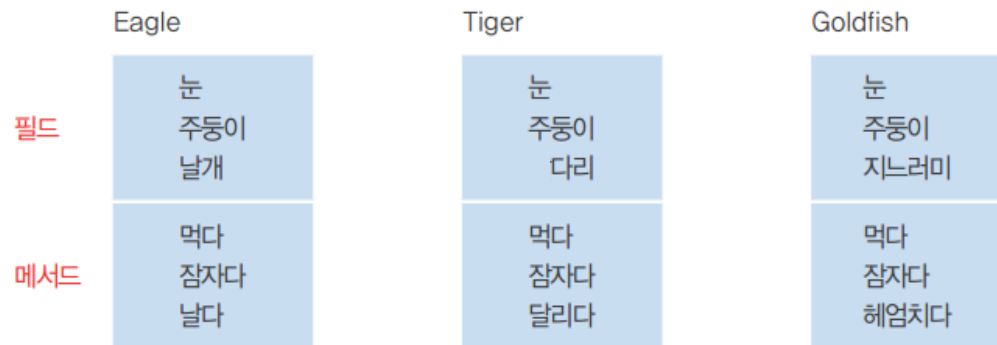 Eagle
Tiger
Goldfish
필드
눈
주둥이
날개
눈
주둥이
다리
눈
주둥이
지느러미
메서드
먹다
잠자다
날다
먹다
잠자다
달리다
먹다
잠자다
헤엄치다